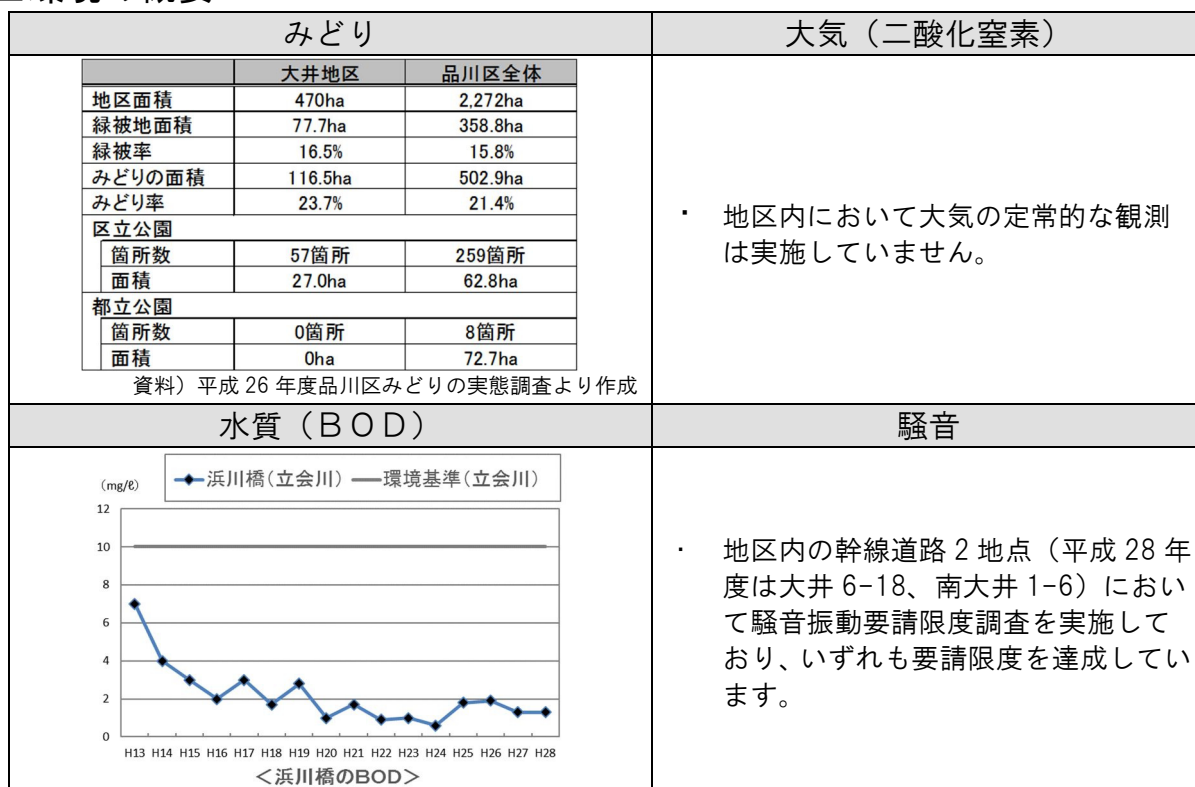 みどり
大気（二酸化窒素）
大井地区 品川区全体
地区面積 470ha 2,272ha
緑被地面積 77.7ha 358.8ha
緑被率 16.5% 15.8%
みどりの面積 116.5ha 502.9ha
みどり率 23.7% 21.4%
区立公園
箇所数 57箇所 259箇所
面積 27.0ha 62.8ha
都立公園
箇所数 0箇所 8箇所
面積 0ha 72.7ha
資料）平成 26 年度品川区みどりの実態調査より作成
・ 地区内において大気の定常的な観測
は実施していません。
水質（ＢＯＤ）
騒音
(mg/ℓ)
浜川橋(立会川) 環境基準(立会川)
12
10
8
6
4
2
0
H13 H14 H15 H16 H17 H18 H19 H20 H21 H22 H23 H24 H25 H26 H27 H28
＜浜川橋のBOD＞
・ 地区内の幹線道路 2 地点（平成 28 年
度は大井 6-18、南大井 1-6）におい
て騒音振動要請限度調査を実施して
おり、いずれも要請限度を達成してい
ます。